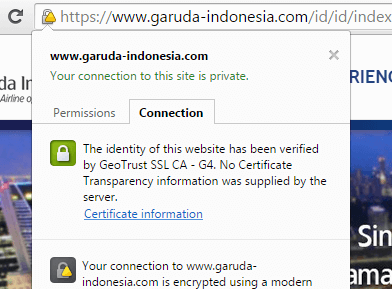 https://www.garuda-indonesia.com/id/id/index
www.garuda-indonesia.com
Your connection to this site is private.
Permissions
Connection
The identity of this website has been verified
by GeoTrust SSL CA - G4. No Certificate
Transparency information was supplied by the
server.
Certificate information
Your connection to www.garuda-
indonesia.com is encrypted using a modern
da In
Airline of
RIENC
Sin
ama